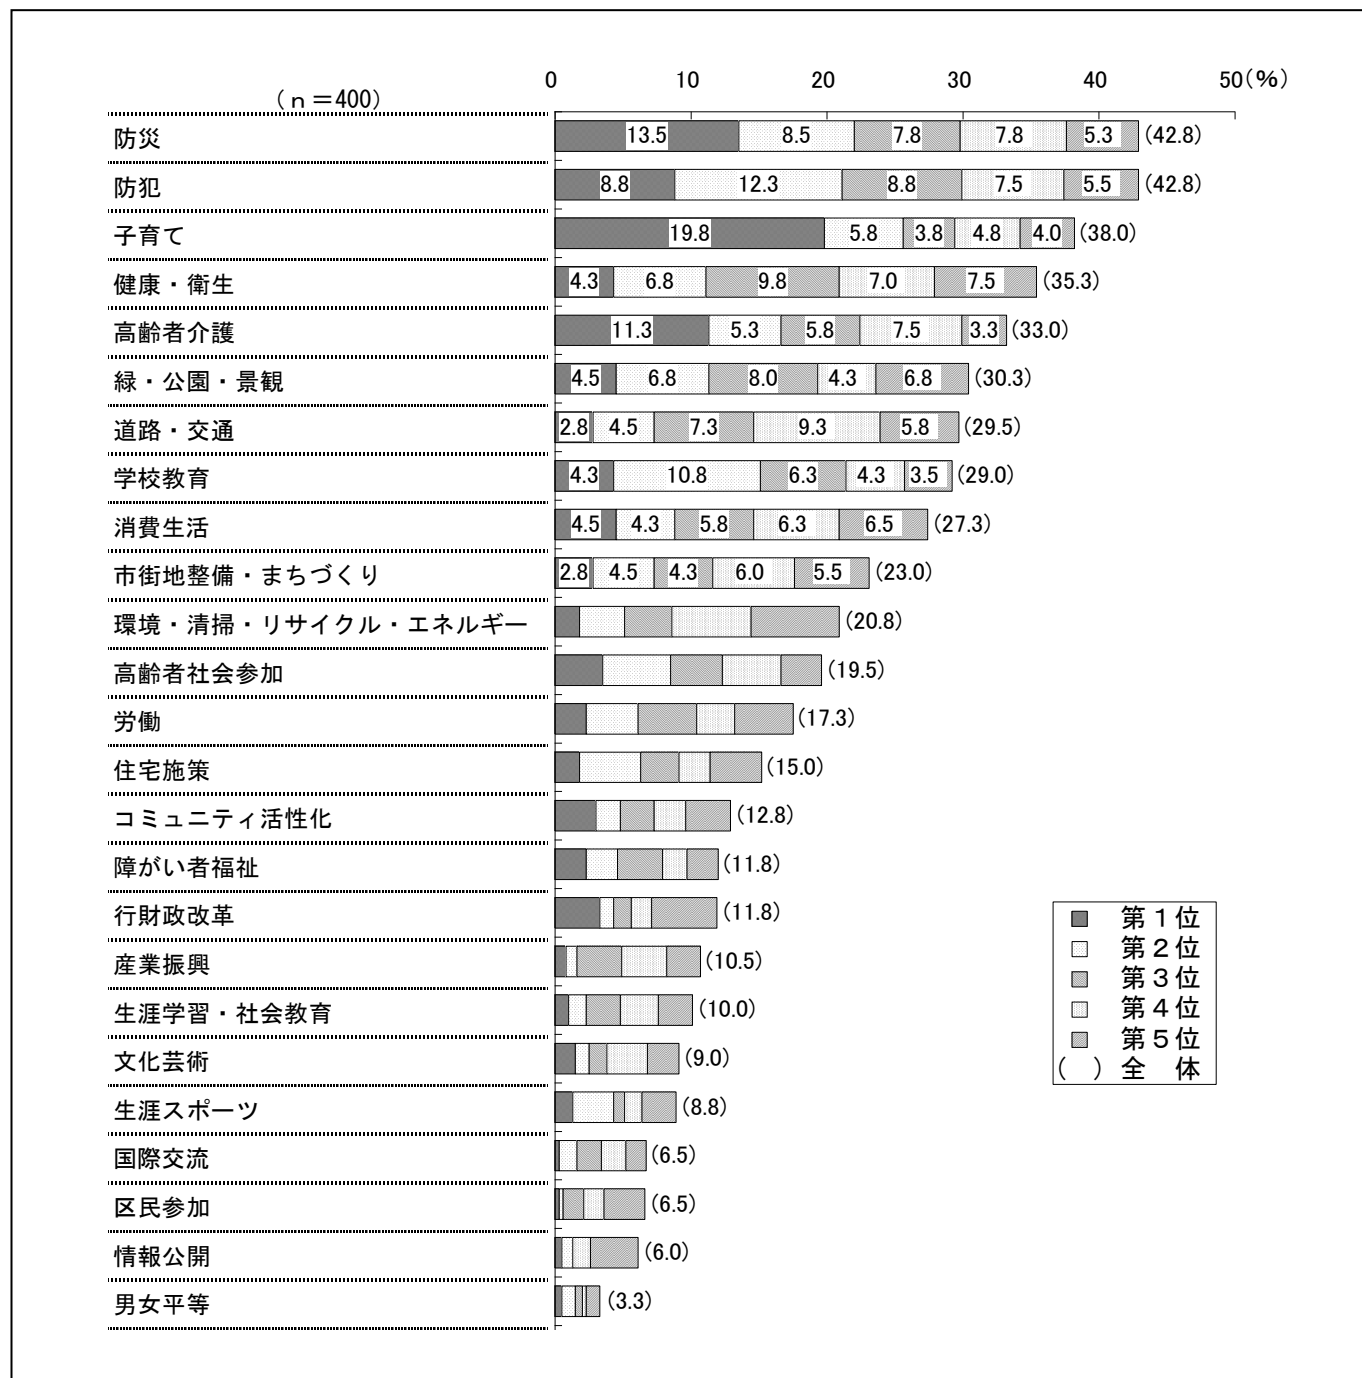 0 10 20 30 40 50(%)
(ｎ＝400)
防災 13.5 8.5 7.8 7.8 5.3 (42.8)
防犯 8.8 12.3 8.8 7.5 5.5 (42.8)
子育て 19.8 5.8 3.8 4.8 4.0 (38.0)
健康・衛生 4.3 6.8 9.8 7.0 7.5 (35.3)
高齢者介護 11.3 5.3 5.8 7.5 3.3 (33.0)
緑・公園・景観 4.5 6.8 8.0 4.3 6.8 (30.3)
道路・交通 2.8 4.5 7.3 9.3 5.8 (29.5)
学校教育 4.3 10.8 6.3 4.3 3.5 (29.0)
消費生活 4.5 4.3 5.8 6.3 6.5 (27.3)
市街地整備・まちづくり 2.8 4.5 4.3 6.0 5.5 (23.0)
環境・清掃・リサイクル・エネルギー (20.8)
高齢者社会参加 (19.5)
労働 (17.3)
住宅施策 (15.0)
コミュニティ活性化 (12.8)
障がい者福祉 (11.8)
行財政改革 (11.8)
産業振興 (10.5)
生涯学習・社会教育 (10.0)
文化芸術 (9.0)
生涯スポーツ (8.8)
国際交流 (6.5)
区民参加 (6.5)
情報公開 (6.0)
男女平等 (3.3)
第１位
第２位
第３位
第４位
第５位
(　) 全　体